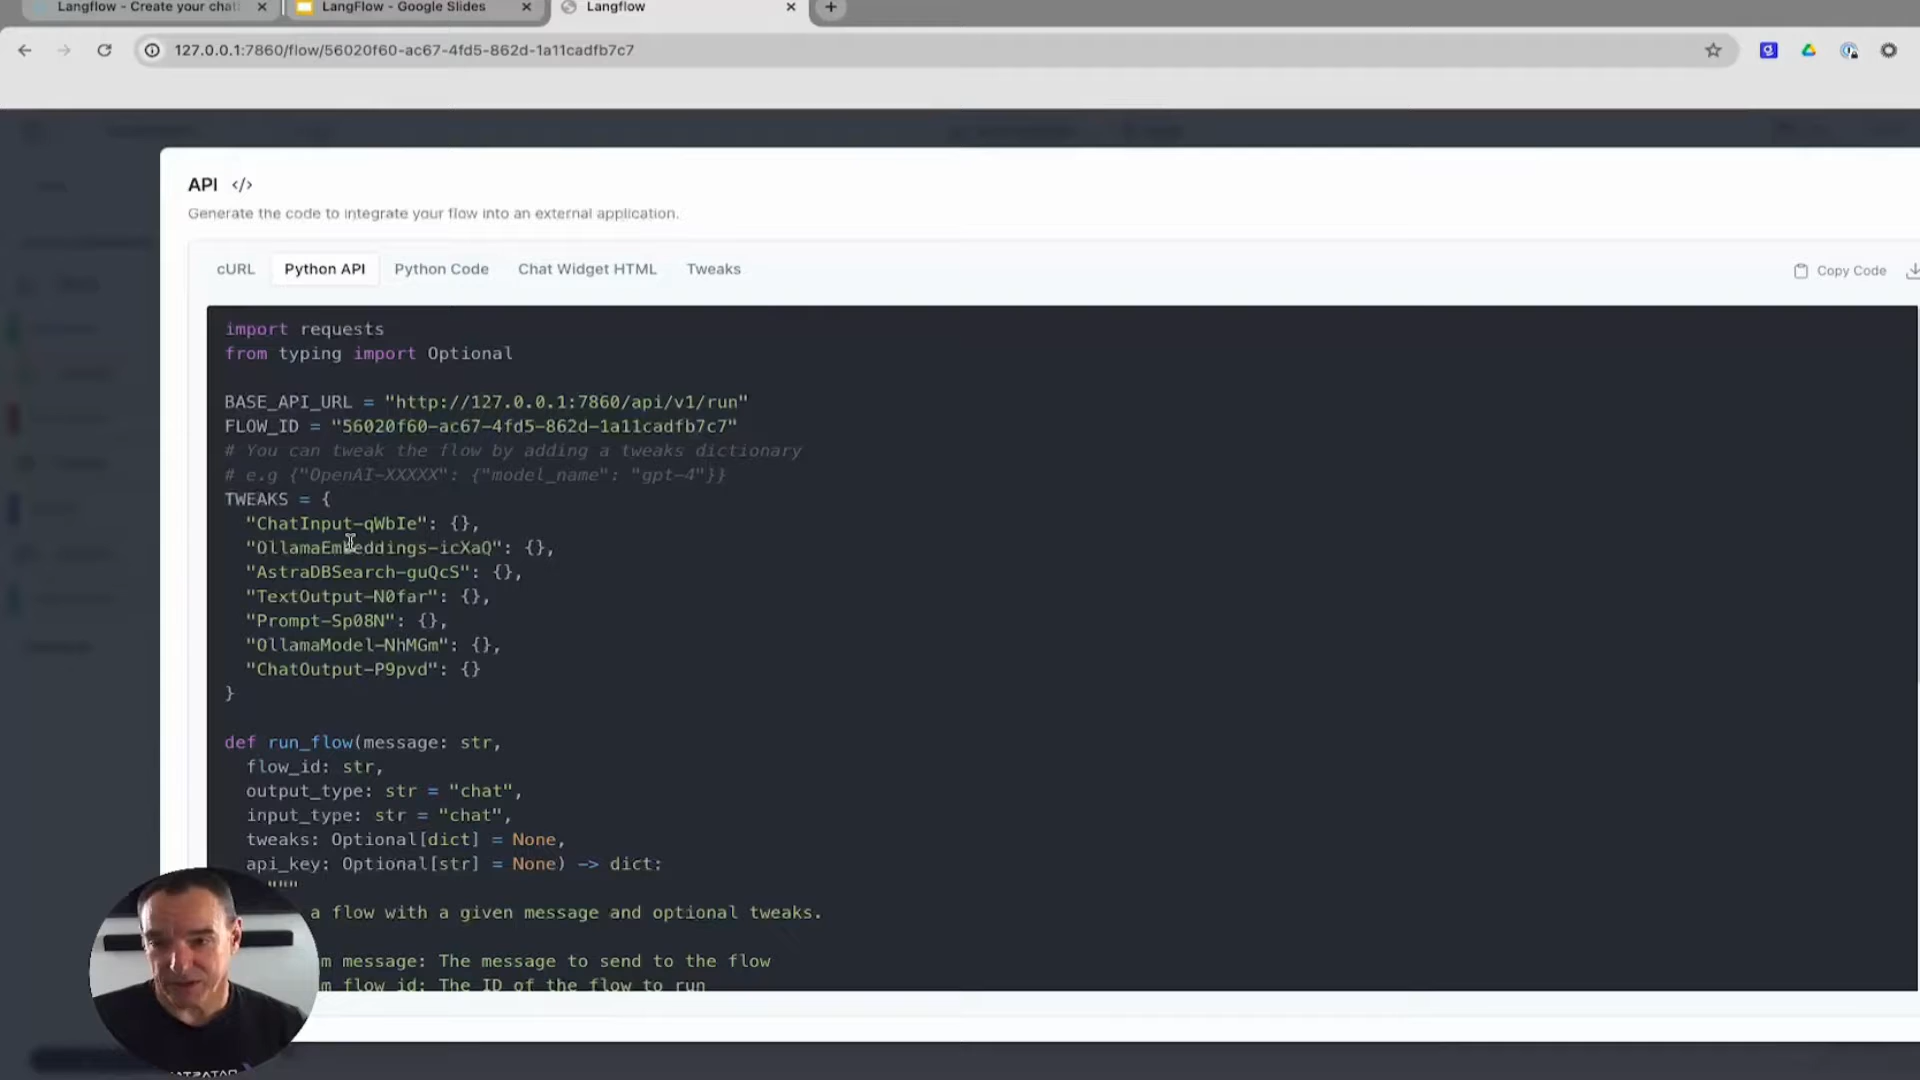 Langflow - Create your chat
LangFlow - Google Slides
Langflow
127.0.0.1:7860/flow/56020f60-ac67-4fd5-862d-1a11cadfb7c7
API </>
Generate the code to integrate your flow into an external application.
cURL
Python API
Python Code
Chat Widget HTML
Tweaks
Copy Code
import requests
from typing import Optional
BASE_API_URL = "http://127.0.0.1:7860/api/v1/run"
FLOW_ID = "56020f60-ac67-4fd5-862d-1a11cadfb7c7"
# You can tweak the flow by adding a tweaks dictionary
# e.g {"OpenAI-XXXXX": {"model_name": "gpt-4"}}
TWEAKS = {
"ChatInput-qWbIe": {},
"OllamaEmbeddings-icXaQ": {},
"AstraDBSearch-guQcS": {},
"TextOutput-N0far": {},
"Prompt-Sp08N": {},
"OllamaModel-NhMGm": {},
"ChatOutput-P9pvd": {}
}
def run_flow(message: str,
flow_id: str,
output_type: str = "chat",
input_type: str = "chat",
tweaks: Optional[dict] = None,
api_key: Optional[str] = None) -> dict:
"""
a flow with a given message and optional tweaks.
m message: The message to send to the flow
m flow_id: The ID of the flow to run